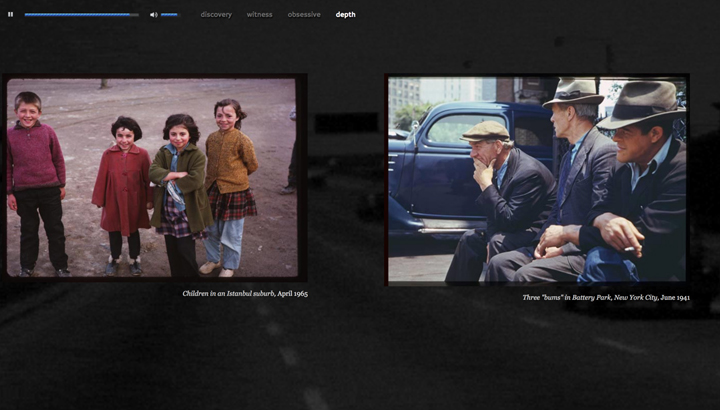 discovery witness obsessive depth
Children in an Istanbul suburb, April 1965
Three "bums" in Battery Park, New York City, June 1941